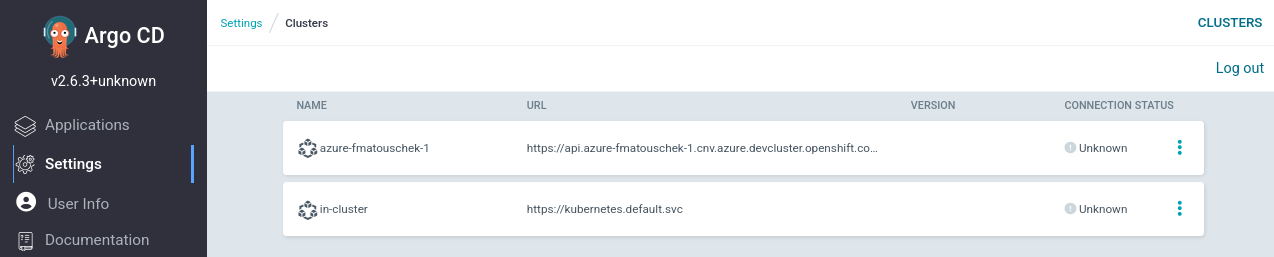 Argo CD
v2.6.3+unknown
Applications
Settings
User Info
Documentation
Settings / Clusters
CLUSTERS
Log out
NAME URL VERSION CONNECTION STATUS
azure-fmatouschek-1 https://api.azure-fmatouschek-1.cnv.azure.devcluster.openshift.co... Unknown
in-cluster https://kubernetes.default.svc Unknown